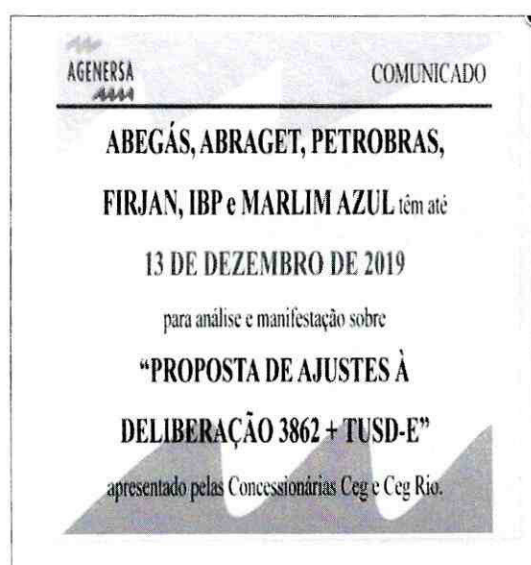 AGENERSA
COMUNICADO
ABEGÁS, ABRAGET, PETROBRAS,
FIRJAN, IBP e MARLIM AZUL têm até
13 DE DEZEMBRO DE 2019
para análise e manifestação sobre
“PROPOSTA DE AJUSTES À
DELIBERAÇÃO 3862 + TUSD-E”
apresentado pelas Concessionárias Ceg e Ceg Rio.